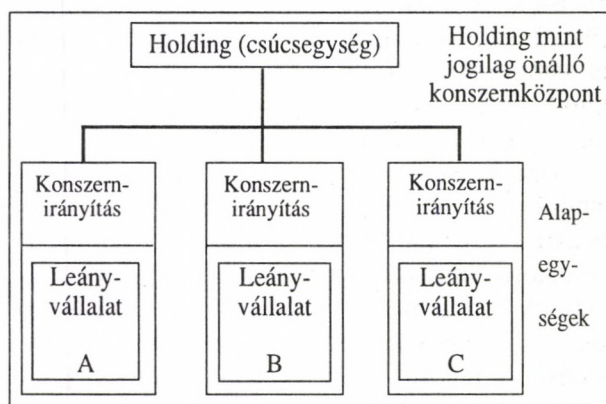 Holding (csúcsegység)
Holding mint
jogilag önálló
konszernközpont
Konszern-
irányítás
Leány-
vállalat
A
Konszern-
irányítás
Leány-
vállalat
B
Konszern-
irányítás
Leány-
vállalat
C
Alap-
egy-
ségek